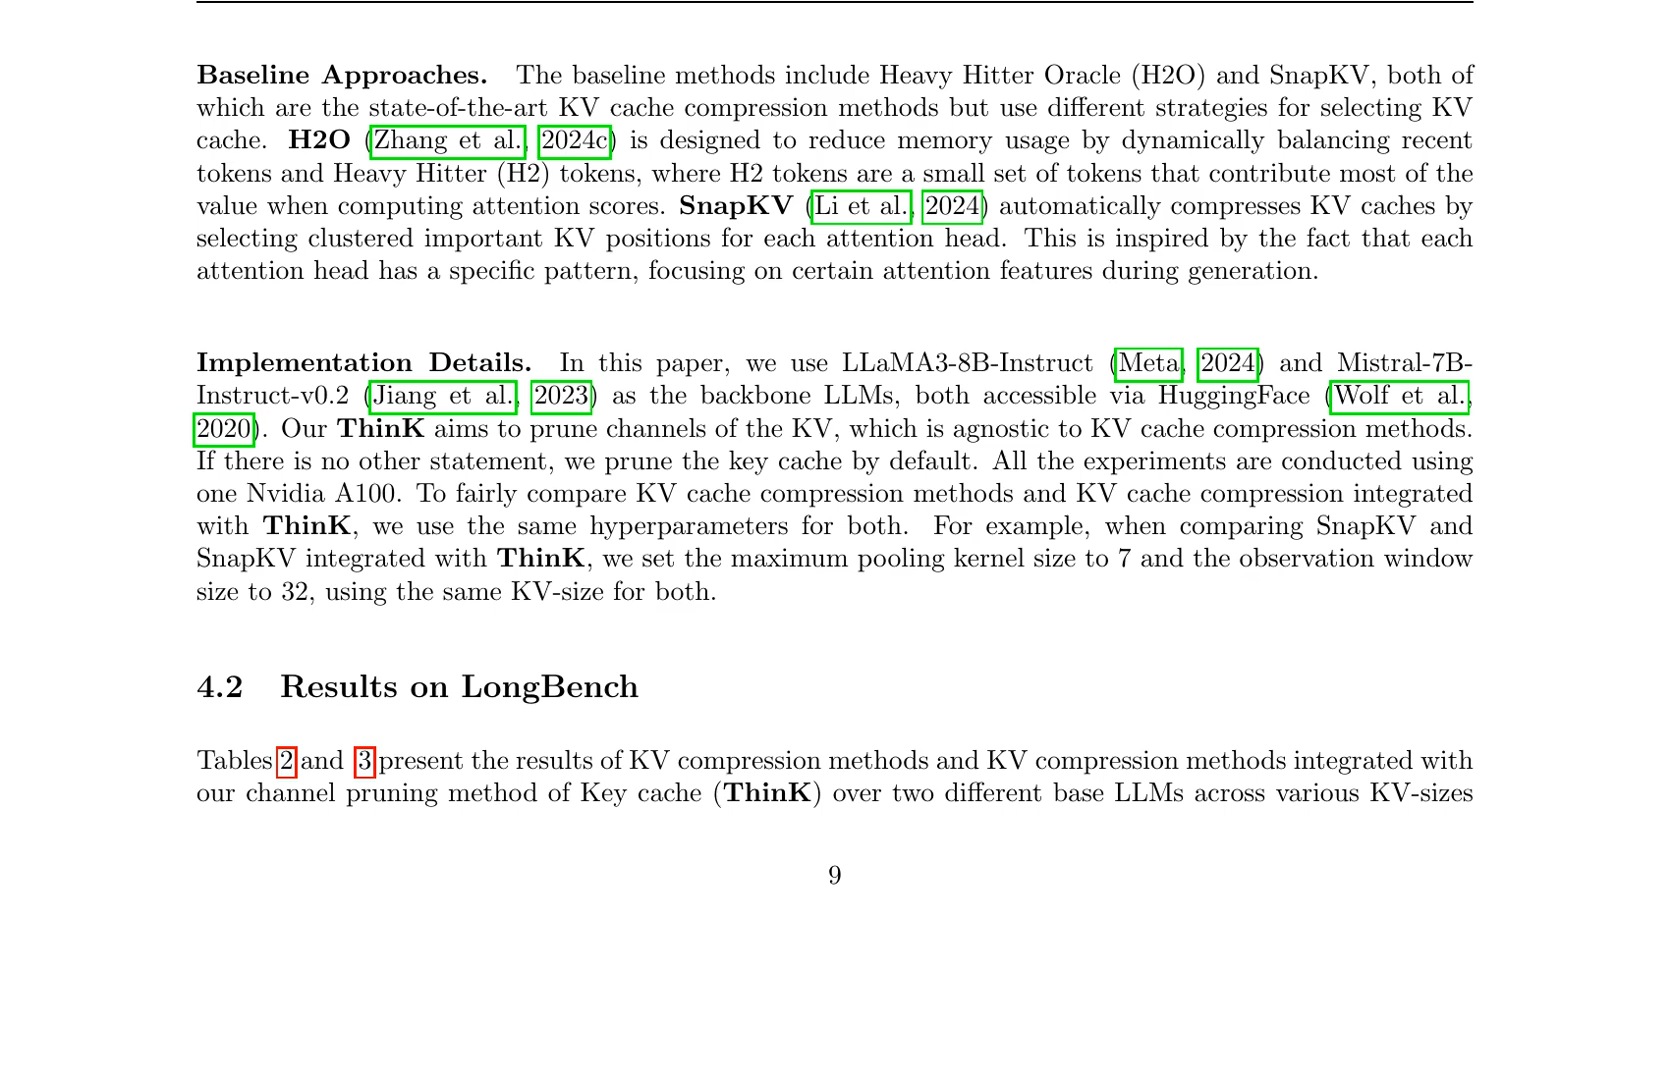 Baseline Approaches. The baseline methods include Heavy Hitter Oracle (H2O) and SnapKV, both of
which are the state-of-the-art KV cache compression methods but use different strategies for selecting KV
cache. H2O (Zhang et al., 2024c) is designed to reduce memory usage by dynamically balancing recent
tokens and Heavy Hitter (H2) tokens, where H2 tokens are a small set of tokens that contribute most of the
value when computing attention scores. SnapKV (Li et al., 2024) automatically compresses KV caches by
selecting clustered important KV positions for each attention head. This is inspired by the fact that each
attention head has a specific pattern, focusing on certain attention features during generation.
Implementation Details. In this paper, we use LLaMA3-8B-Instruct (Meta, 2024) and Mistral-7B-
Instruct-v0.2 (Jiang et al., 2023) as the backbone LLMs, both accessible via HuggingFace (Wolf et al.,
2020). Our ThinK aims to prune channels of the KV, which is agnostic to KV cache compression methods.
If there is no other statement, we prune the key cache by default. All the experiments are conducted using
one Nvidia A100. To fairly compare KV cache compression methods and KV cache compression integrated
with ThinK, we use the same hyperparameters for both. For example, when comparing SnapKV and
SnapKV integrated with ThinK, we set the maximum pooling kernel size to 7 and the observation window
size to 32, using the same KV-size for both.
4.2 Results on LongBench
Tables 2 and 3 present the results of KV compression methods and KV compression methods integrated with
our channel pruning method of Key cache (ThinK) over two different base LLMs across various KV-sizes
9